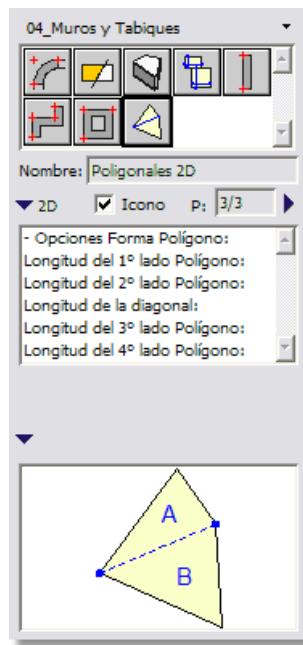 04_Muros y Tabiques
Nombre: Poligonales 2D
2D Icono P: 3/3
- Opciones Forma Polígono:
Longitud del 1º lado Polígono:
Longitud del 2º lado Polígono:
Longitud de la diagonal:
Longitud del 3º lado Polígono:
Longitud del 4º lado Polígono:
A
B